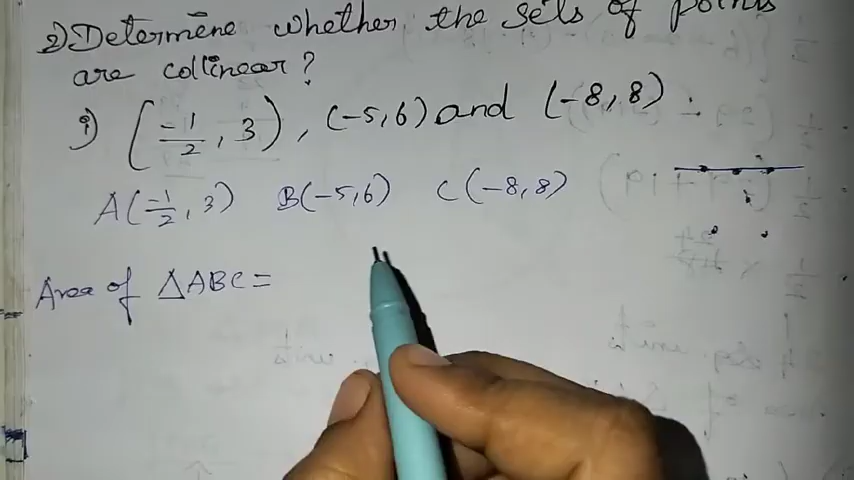 2) Determine whether the sets of points
are collinear?
i) (-1/2, 3), (-5,6) and (-8,8).
A(-1/2, 3) B(-5,6) C(-8,8)
Area of △ABC =